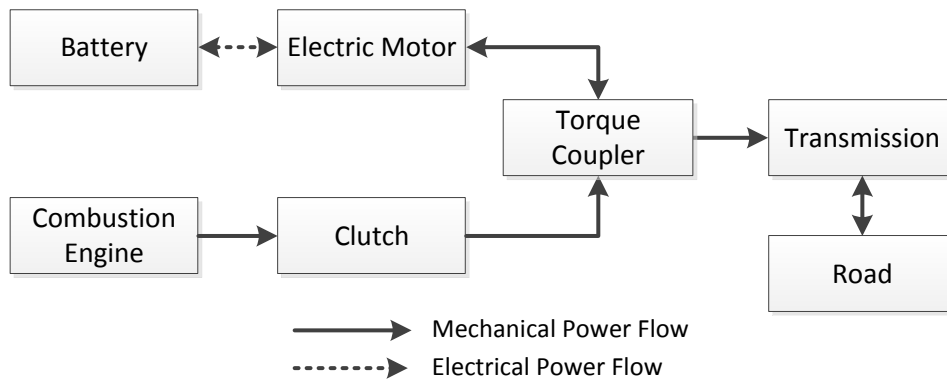 Battery
Electric Motor
Torque
Coupler
Transmission
Combustion
Engine
Clutch
Road
Mechanical Power Flow
Electrical Power Flow